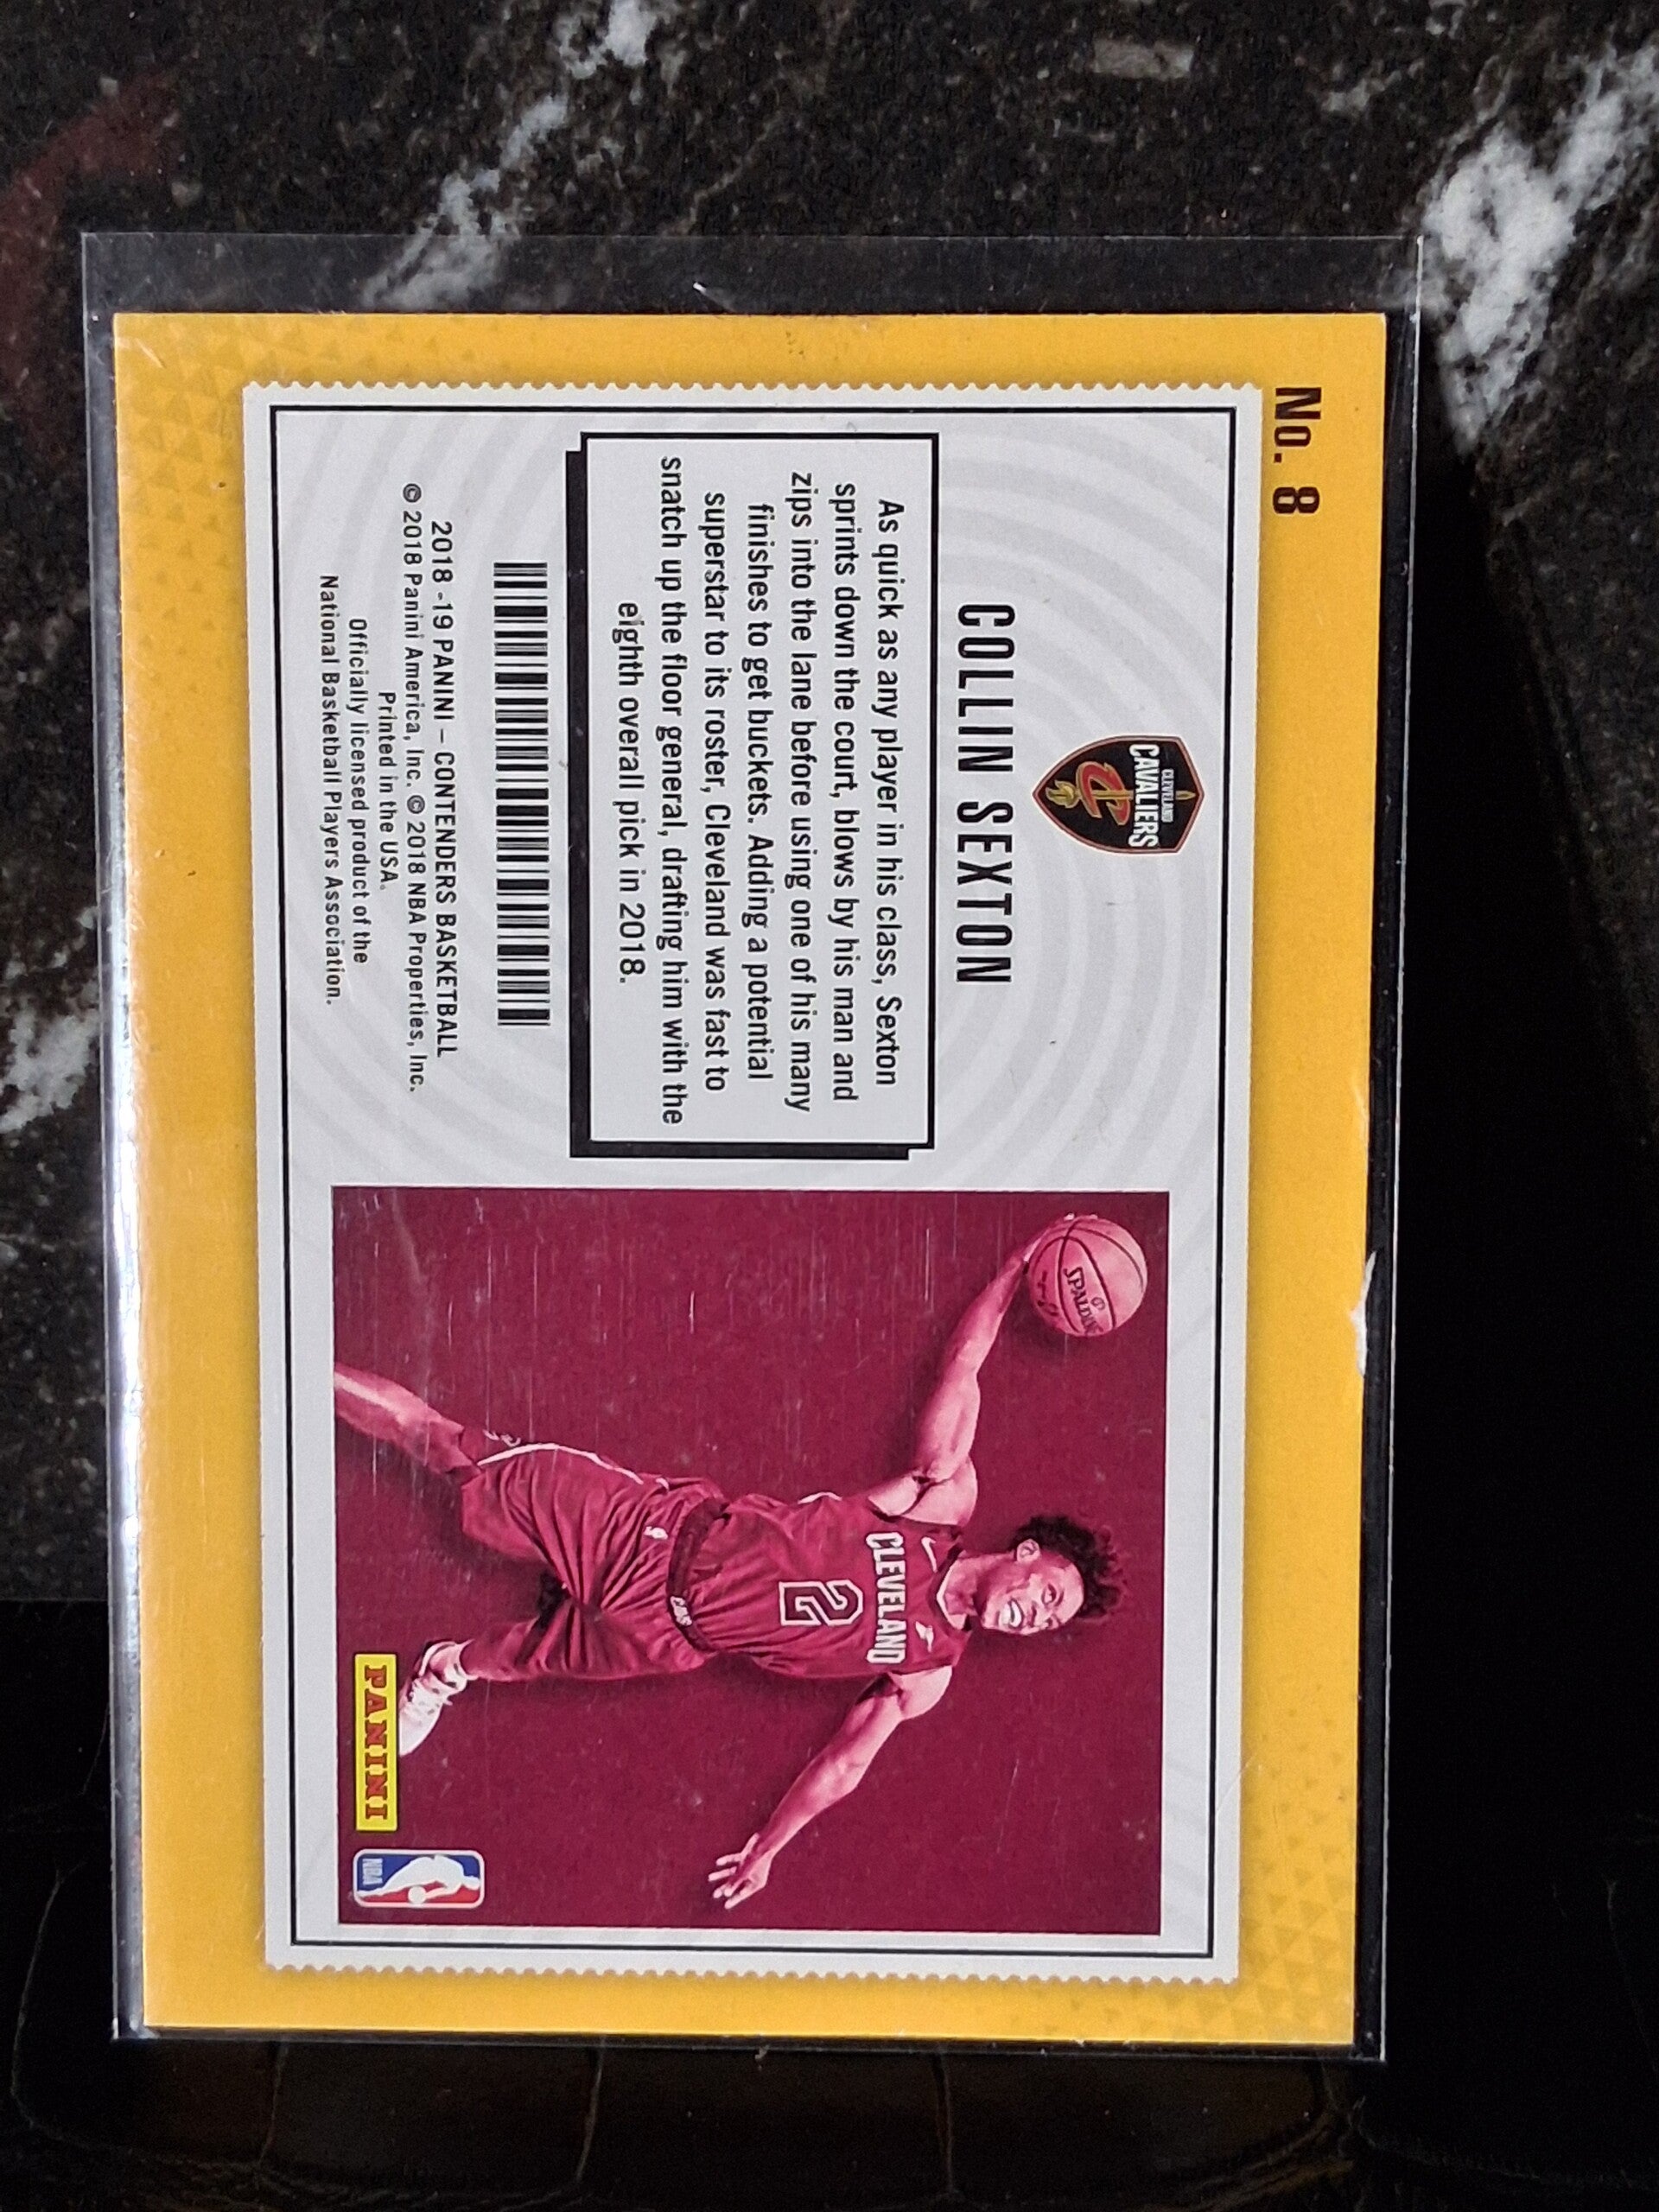 No. 8
CLEVELAND
CAVALIERS
COLLIN SEXTON
As quick as any player in his class, Sexton
sprints down the court, blows by his man and
zips into the lane before using one of his many
finishes to get buckets. Adding a potential
superstar to its roster, Cleveland was fast to
snatch up the floor general, drafting him with the
eighth overall pick in 2018.
2018 -19 PANINI – CONTENDERS BASKETBALL
© 2018 Panini America, Inc. © 2018 NBA Properties, Inc.
Printed in the USA.
Officially licensed product of the
National Basketball Players Association.
SPALDING
CLEVELAND
2
CAVS
PANINI
NBA